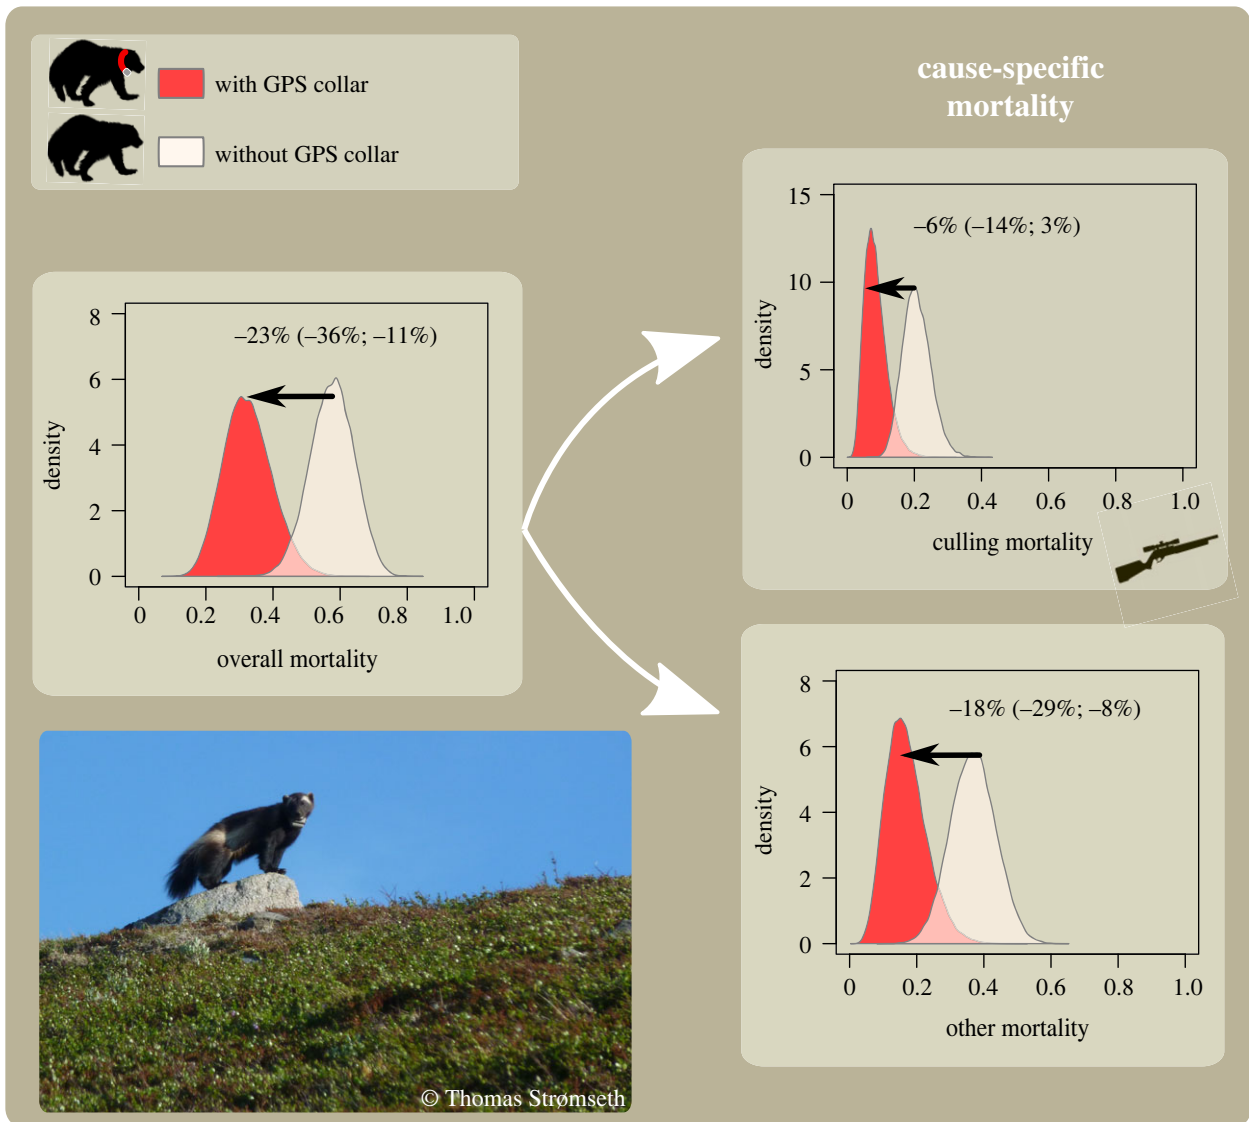 with GPS collar
without GPS collar
cause-specific
mortality
–23% (–36%; –11%)
8
6
4
2
0
density
0 0.2 0.4 0.6 0.8 1.0
overall mortality
–6% (–14%; 3%)
15
10
5
0
density
0 0.2 0.4 0.6 0.8 1.0
culling mortality
–18% (–29%; –8%)
8
6
4
2
0
density
0 0.2 0.4 0.6 0.8 1.0
other mortality
© Thomas Strømseth